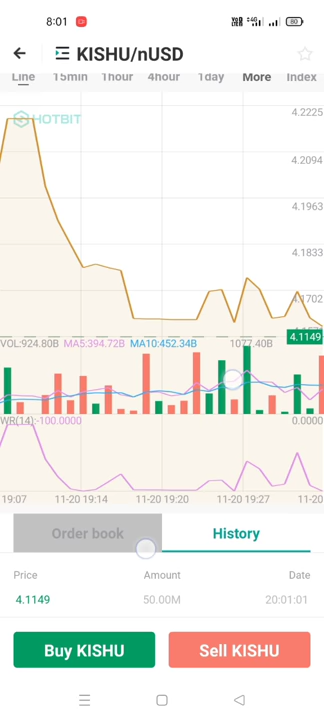 8:01
80
KISHU/nUSD
Line 15min 1hour 4hour 1day More Index
HOTBIT
4.2225
4.2094
4.1963
4.1833
4.1702
4.1149
VOL:924.80B MA5:394.72B MA10:452.34B 1077.40B
WR(14):-100.0000 0.0000
19:07 11-20 19:14 11-20 19:20 11-20 19:27 11-20
Order book History
Price Amount Date
4.1149 50.00M 20:01:01
Buy KISHU Sell KISHU